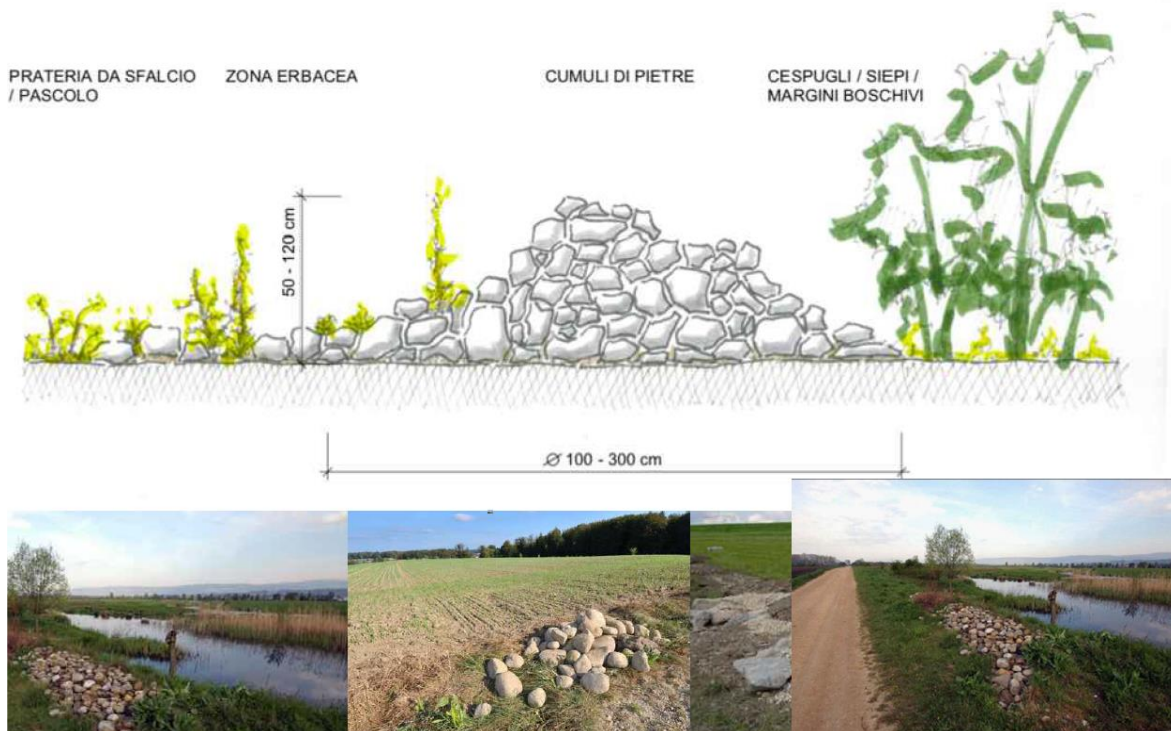 PRATERIA DA SFALCIO
/ PASCOLO
ZONA ERBACEA
CUMULI DI PIETRE
CESPUGLI / SIEPI /
MARGINI BOSCHIVI
50 - 120 cm
Ø 100 - 300 cm